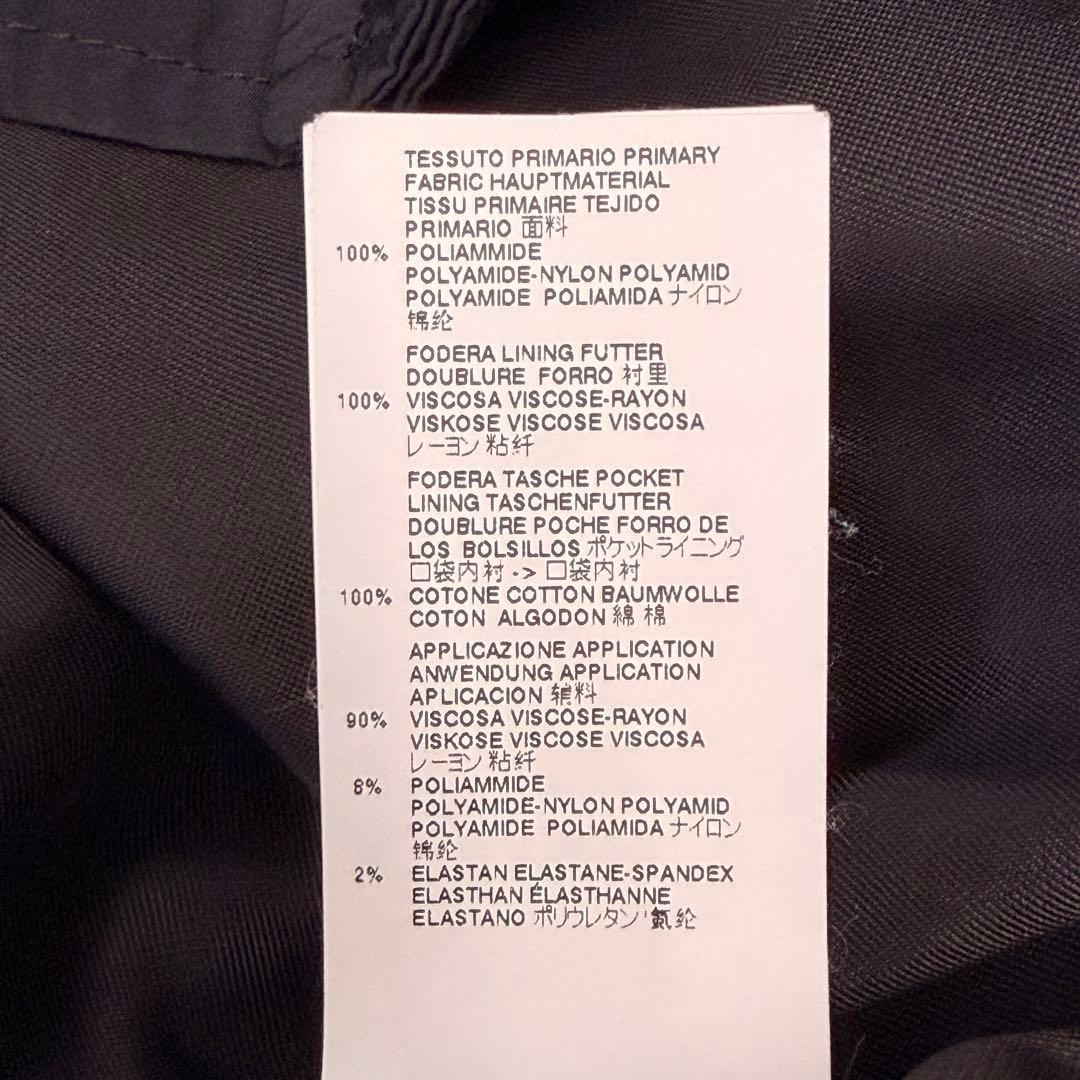 TESSUTO PRIMARIO PRIMARY
FABRIC HAUPTMATERIAL
TISSU PRIMAIRE TEJIDO
PRIMARIO 面料
100% POLIAMMIDE
POLYAMIDE-NYLON POLYAMID
POLYAMIDE POLIAMIDA ナイロン
锦纶
FODERA LINING FUTTER
DOUBLURE FORRO 衬里
100% VISCOSA VISCOSE-RAYON
VISKOSE VISCOSE VISCOSA
レーヨン 粘纤
FODERA TASCHE POCKET
LINING TASCHENFUTTER
DOUBLURE POCHE FORRO DE
LOS BOLSILLOS ポケットライニング
口袋内衬 -> 口袋内衬
100% COTONE COTTON BAUMWOLLE
COTON ALGODON 綿 棉
APPLICAZIONE APPLICATION
ANWENDUNG APPLICATION
APLICACION 辅料
90% VISCOSA VISCOSE-RAYON
VISKOSE VISCOSE VISCOSA
レーヨン 粘纤
8% POLIAMMIDE
POLYAMIDE-NYLON POLYAMID
POLYAMIDE POLIAMIDA ナイロン
锦纶
2% ELASTAN ELASTANE-SPANDEX
ELASTHAN ÉLASTHANNE
ELASTANO ポリウレタン 氨纶